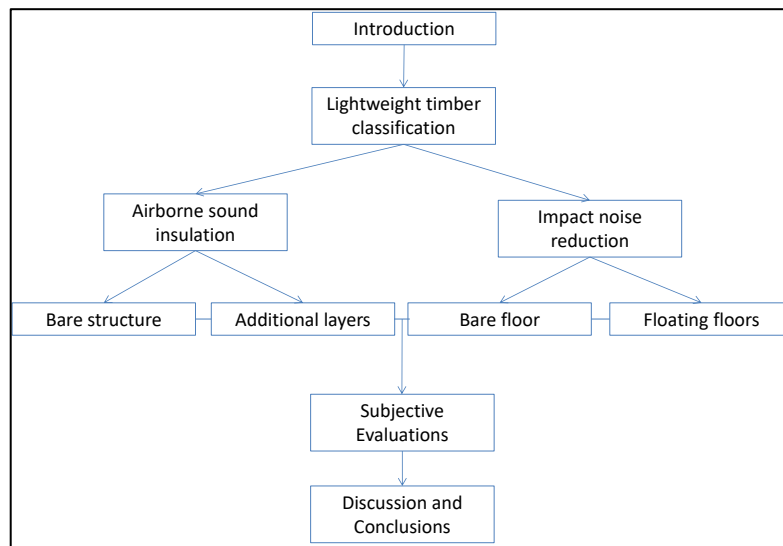 Introduction
Lightweight timber
classification
Airborne sound
insulation
Impact noise
reduction
Bare structure
Additional layers
Bare floor
Floating floors
Subjective
Evaluations
Discussion and
Conclusions